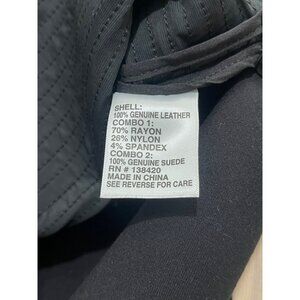 SHELL:
100% GENUINE LEATHER
COMBO 1:
70% RAYON
26% NYLON
4% SPANDEX
COMBO 2:
100% GENUINE SUEDE
RN # 138420
MADE IN CHINA
SEE REVERSE FOR CARE